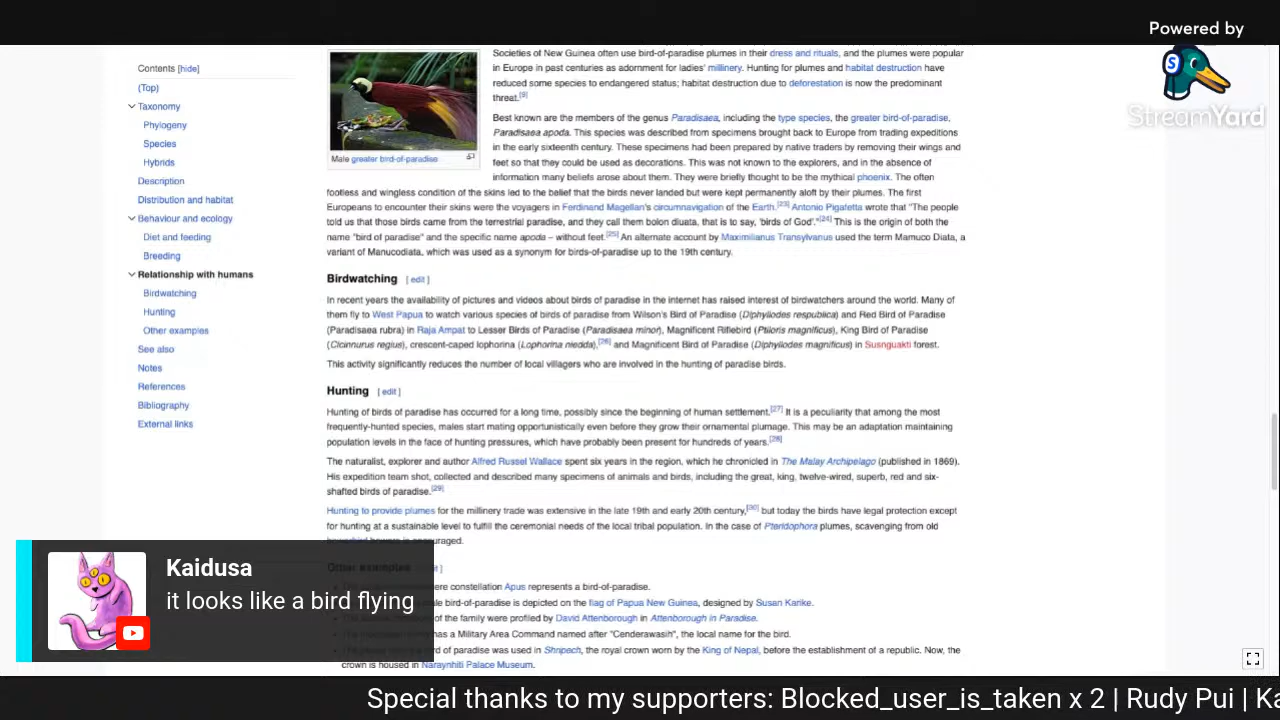 Powered by
StreamYard
Contents [hide]
(Top)
Taxonomy
Phylogeny
Species
Hybrids
Description
Distribution and habitat
Behaviour and ecology
Diet and feeding
Breeding
Relationship with humans
Birdwatching
Hunting
Other examples
See also
Notes
References
Bibliography
External links
Male greater bird-of-paradise
Societies of New Guinea often use bird-of-paradise plumes in their dress and rituals, and the plumes were popular
in Europe in past centuries as adornment for ladies' millinery. Hunting for plumes and habitat destruction have
reduced some species to endangered status; habitat destruction due to deforestation is now the predominant
threat.[9]
Best known are the members of the genus Paradisaea, including the type species, the greater bird-of-paradise,
Paradisaea apoda. This species was described from specimens brought back to Europe from trading expeditions
in the early sixteenth century. These specimens had been prepared by native traders by removing their wings and
feet so that they could be used as decorations. This was not known to the explorers, and in the absence of
information many beliefs arose about them. They were briefly thought to be the mythical phoenix. The often
footless and wingless condition of the skins led to the belief that the birds never landed but were kept permanently aloft by their plumes. The first
Europeans to encounter their skins were the voyagers in Ferdinand Magellan's circumnavigation of the Earth.[23] Antonio Pigafetta wrote that "The people
told us that those birds came from the terrestrial paradise, and they call them bolon diuata, that is to say, 'birds of God'."[24] This is the origin of both the
name "bird of paradise" and the specific name apoda – without feet.[25] An alternate account by Maximilianus Transylvanus used the term Mamuco Diata, a
variant of Manucodiata, which was used as a synonym for birds-of-paradise up to the 19th century.
Birdwatching [ edit ]
In recent years the availability of pictures and videos about birds of paradise in the internet has raised interest of birdwatchers around the world. Many of
them fly to West Papua to watch various species of birds of paradise from Wilson's Bird of Paradise (Diphyllodes respublica) and Red Bird of Paradise
(Paradisaea rubra) in Raja Ampat to Lesser Birds of Paradise (Paradisaea minor), Magnificent Riflebird (Ptiloris magnificus), King Bird of Paradise
(Cicinnurus regius), crescent-caped lophorina (Lophorina niedda),[26] and Magnificent Bird of Paradise (Diphyllodes magnificus) in Susnguakti forest.
This activity significantly reduces the number of local villagers who are involved in the hunting of paradise birds.
Hunting [ edit ]
Hunting of birds of paradise has occurred for a long time, possibly since the beginning of human settlement.[27] It is a peculiarity that among the most
frequently-hunted species, males start mating opportunistically even before they grow their ornamental plumage. This may be an adaptation maintaining
population levels in the face of hunting pressures, which have probably been present for hundreds of years.[28]
The naturalist, explorer and author Alfred Russel Wallace spent six years in the region, which he chronicled in The Malay Archipelago (published in 1869).
His expedition team shot, collected and described many specimens of animals and birds, including the great, king, twelve-wired, superb, red and six-
shafted birds of paradise.[29]
Hunting to provide plumes for the millinery trade was extensive in the late 19th and early 20th century,[30] but today the birds have legal protection except
for hunting at a sustainable level to fulfill the ceremonial needs of the local tribal population. In the case of Pteridophora plumes, scavenging from old
bowerbird bowers is encouraged.
Other examples
constellation Apus represents a bird-of-paradise.
bird-of-paradise is depicted on the flag of Papua New Guinea, designed by Susan Karike.
of the family were profiled by David Attenborough in Attenborough in Paradise.
has a Military Area Command named after "Cenderawasih", the local name for the bird.
of paradise was used in Shripech, the royal crown worn by the King of Nepal, before the establishment of a republic. Now, the
crown is housed in Naraynhiti Palace Museum.
Kaidusa
it looks like a bird flying
Special thanks to my supporters: Blocked_user_is_taken x 2 | Rudy Pui | Ka